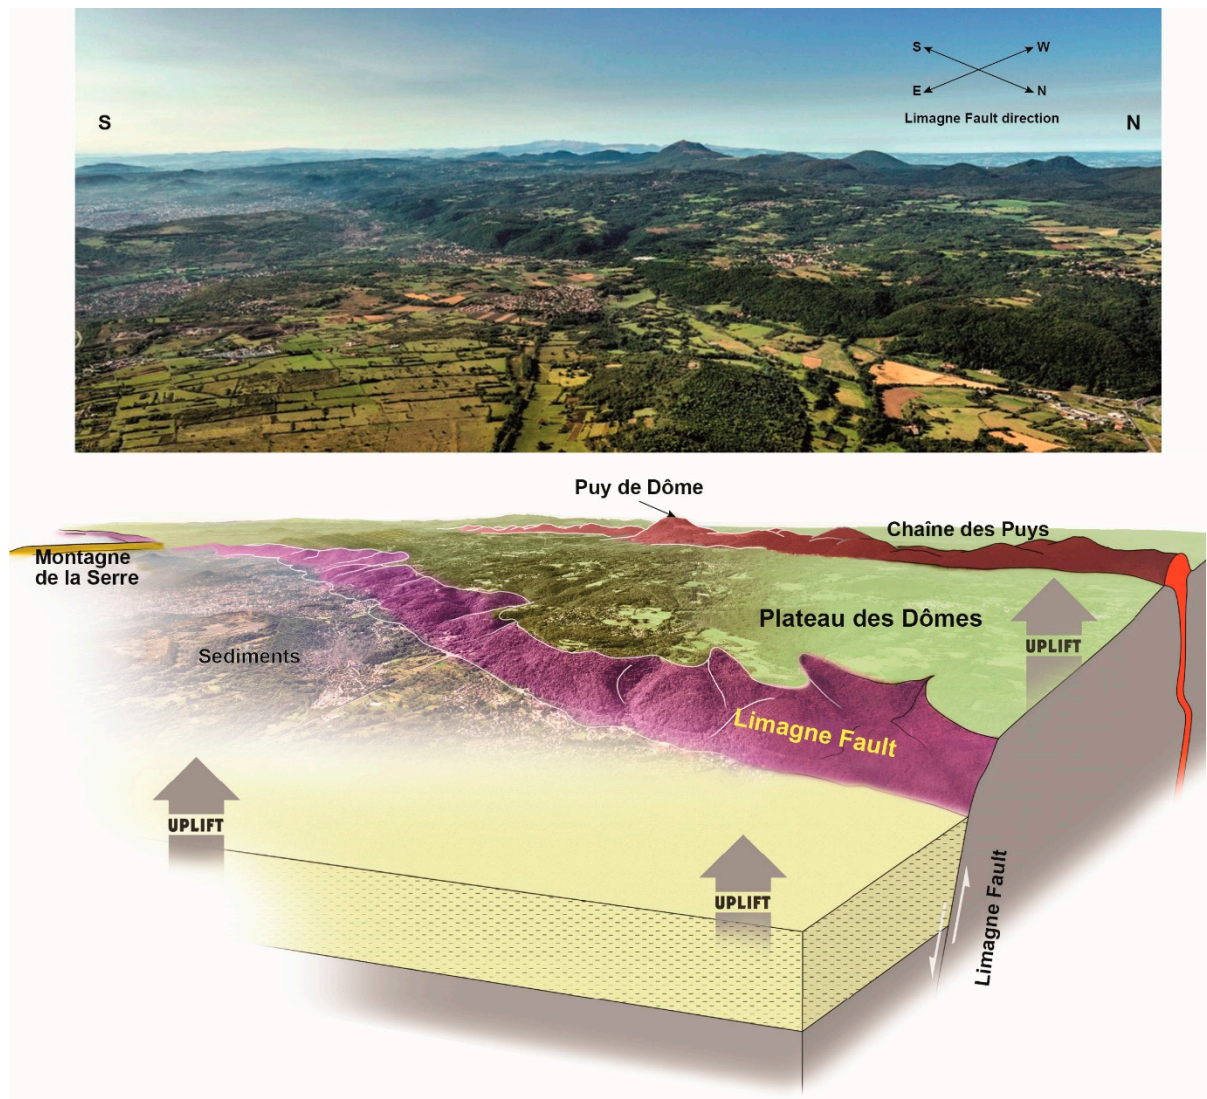 S
W
E
N
Limagne Fault direction
S
N
Puy de Dôme
Chaîne des Puys
Montagne
de la Serre
Plateau des Dômes
UPLIFT
Sediments
Limagne Fault
UPLIFT
UPLIFT
Limagne Fault